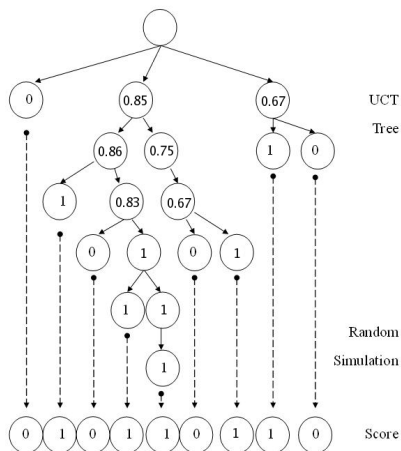 0 0.85 0.67 UCT
Tree
0.86 0.75 1 0
1 0.83 0.67
0 1 0 1
1 1
Random
Simulation
1
0 1 0 1 1 0 1 1 0 Score